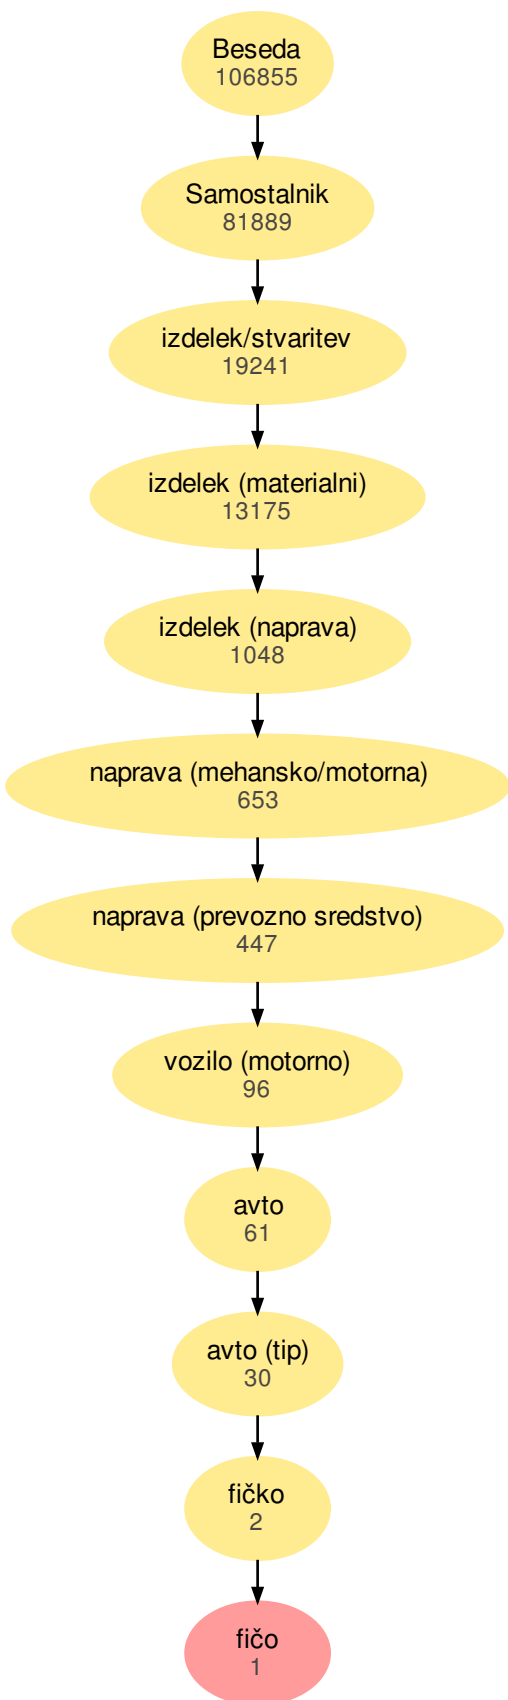 Beseda
106855
Samostalnik
81889
izdelek/stvaritev
19241
izdelek (materialni)
13175
izdelek (naprava)
1048
naprava (mehansko/motorna)
653
naprava (prevozno sredstvo)
447
vozilo (motorno)
96
avto
61
avto (tip)
30
fičko
2
fičo
1